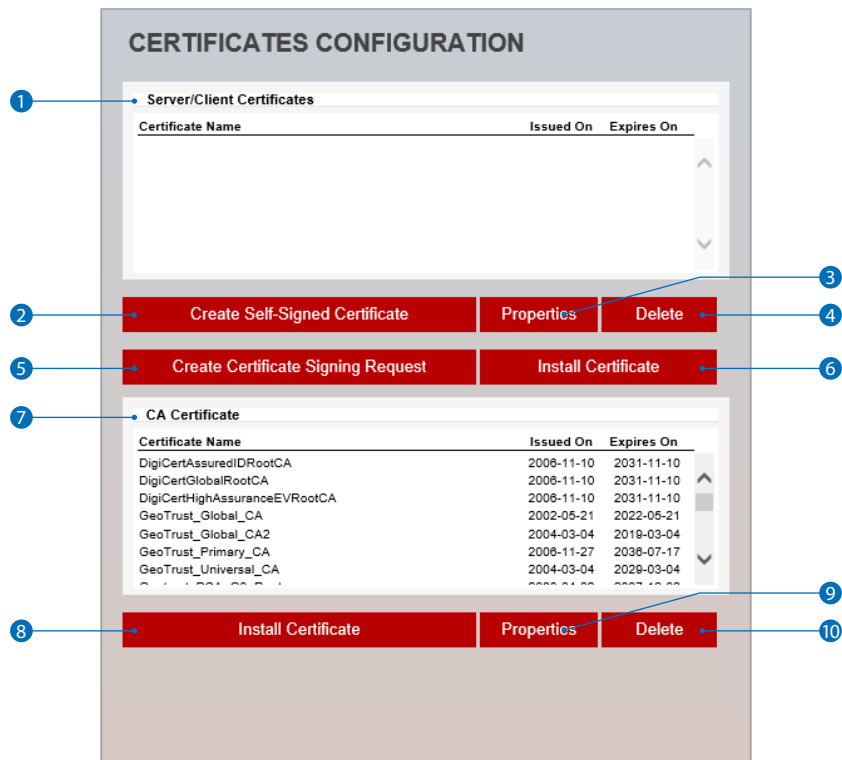 CERTIFICATES CONFIGURATION
1 Server/Client Certificates
Certificate Name Issued On Expires On
3
2 Create Self-Signed Certificate Properties Delete 4
5 Create Certificate Signing Request Install Certificate 6
7 CA Certificate
Certificate Name Issued On Expires On
DigiCertAssuredIDRootCA 2006-11-10 2031-11-10
DigiCertGlobalRootCA 2006-11-10 2031-11-10
DigiCertHighAssuranceEVRootCA 2006-11-10 2031-11-10
GeoTrust_Global_CA 2002-05-21 2022-05-21
GeoTrust_Global_CA2 2004-03-04 2019-03-04
GeoTrust_Primary_CA 2006-11-27 2036-07-17
GeoTrust_Universal_CA 2004-03-04 2029-03-04
9
8 Install Certificate Properties Delete 10